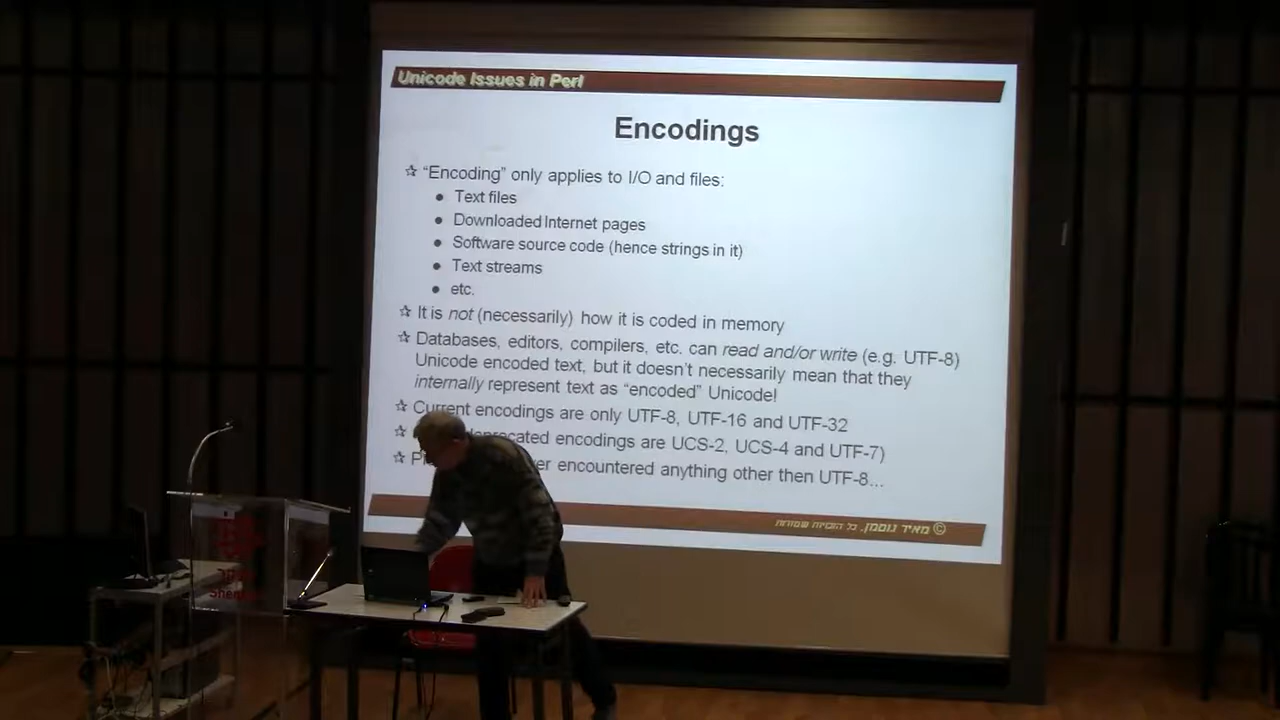 Unicode Issues in Perl
Encodings
☆ “Encoding” only applies to I/O and files:
● Text files
● Downloaded Internet pages
● Software source code (hence strings in it)
● Text streams
● etc.
☆ It is not (necessarily) how it is coded in memory
☆ Databases, editors, compilers, etc. can read and/or write (e.g. UTF-8)
Unicode encoded text, but it doesn’t necessarily mean that they
internally represent text as “encoded” Unicode!
☆ Current encodings are only UTF-8, UTF-16 and UTF-32
☆ encodings are UCS-2, UCS-4 and UTF-7)
☆ encountered anything other then UTF-8...
© מאיר גוטמן. כל הזכויות שמורות